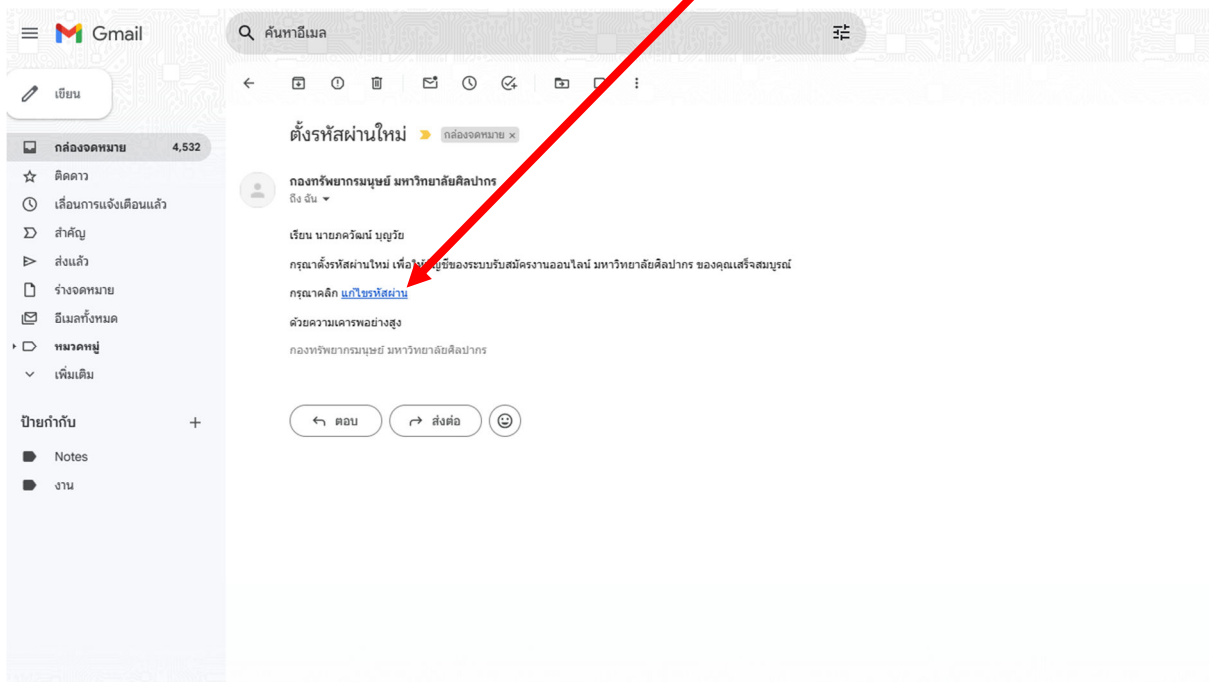 Gmail
ค้นหาอีเมล
เขียน
กล่องจดหมาย 4,532
ติดดาว
เลื่อนการแจ้งเตือนแล้ว
สำคัญ
ส่งแล้ว
ร่างจดหมาย
อีเมลทั้งหมด
หมวดหมู่
เพิ่มเติม
ป้ายกำกับ
Notes
งาน
ตั้งรหัสผ่านใหม่ กล่องจดหมาย ×
กองทรัพยากรมนุษย์ มหาวิทยาลัยศิลปากร
ถึง ฉัน
เรียน นายภควัฒน์ บุญวัย
กรุณาตั้งรหัสผ่านใหม่ เพื่อให้บัญชีของระบบรับสมัครงานออนไลน์ มหาวิทยาลัยศิลปากร ของคุณเสร็จสมบูรณ์
กรุณาคลิก แก้ไขรหัสผ่าน
ด้วยความเคารพอย่างสูง
กองทรัพยากรมนุษย์ มหาวิทยาลัยศิลปากร
ตอบ ส่งต่อ